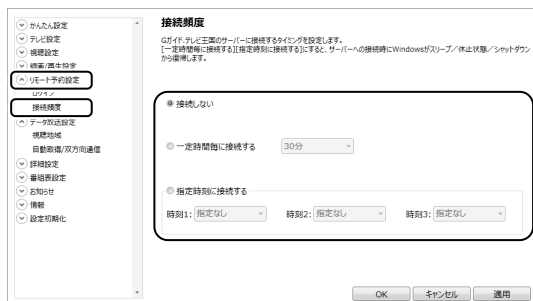 かんたん設定
テレビ設定
視聴設定
録画/再生設定
リモート予約設定
ログイン
接続頻度
データ放送設定
視聴地域
自動取得/双方向通信
詳細設定
番組表設定
お知らせ
情報
設定初期化
接続頻度
Gガイド.テレビ王国のサーバーに接続するタイミングを設定します。
[一定時間毎に接続する][指定時刻に接続する]にすると、サーバーへの接続時にWindowsがスリープ/休止状態/シャットダウン
から復帰します。
接続しない
一定時間毎に接続する 30分
指定時刻に接続する
時刻1: 指定なし 時刻2: 指定なし 時刻3: 指定なし
OK キャンセル 適用